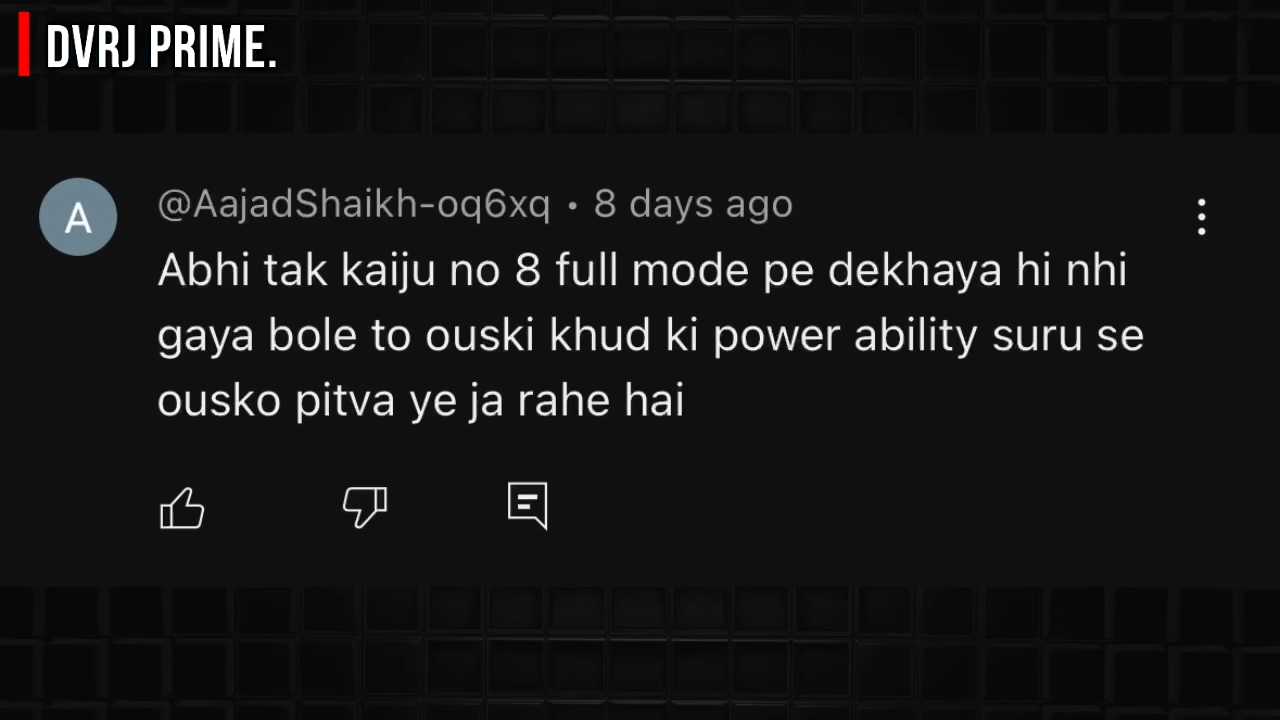 DVRJ PRIME.
A
@AajadShaikh-oq6xq • 8 days ago
Abhi tak kaiju no 8 full mode pe dekhaya hi nhi
gaya bole to ouski khud ki power ability suru se
ousko pitva ye ja rahe hai